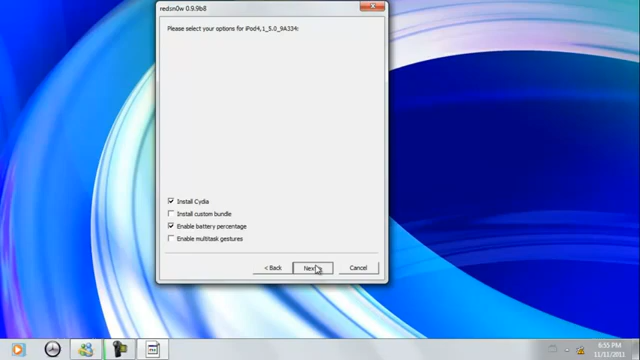 redsn0w 0.9.9b8
Please select your options for iPod4,1_5.0_9A334:
Install Cydia
Install custom bundle
Enable battery percentage
Enable multitask gestures
< Back
Next
Cancel
6:55 PM
11/11/2011